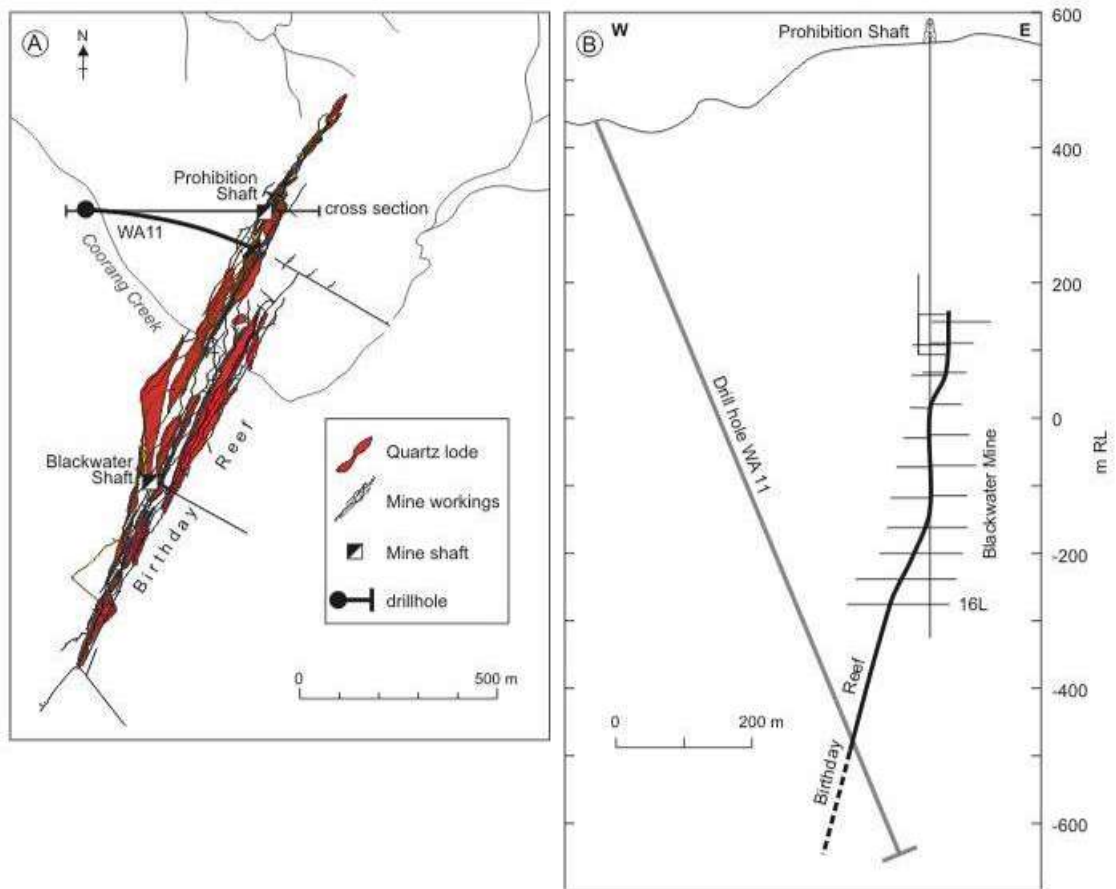 A
N
Prohibition
Shaft
cross section
WA11
Coorang Creek
Blackwater
Shaft
Birthday Reef
Quartz lode
Mine workings
Mine shaft
drillhole
0
500 m
B
W
Prohibition Shaft
E
600
400
200
0
-200
-400
-600
m RL
Drill hole WA11
Blackwater Mine
16L
Birthday Reef
0
200 m